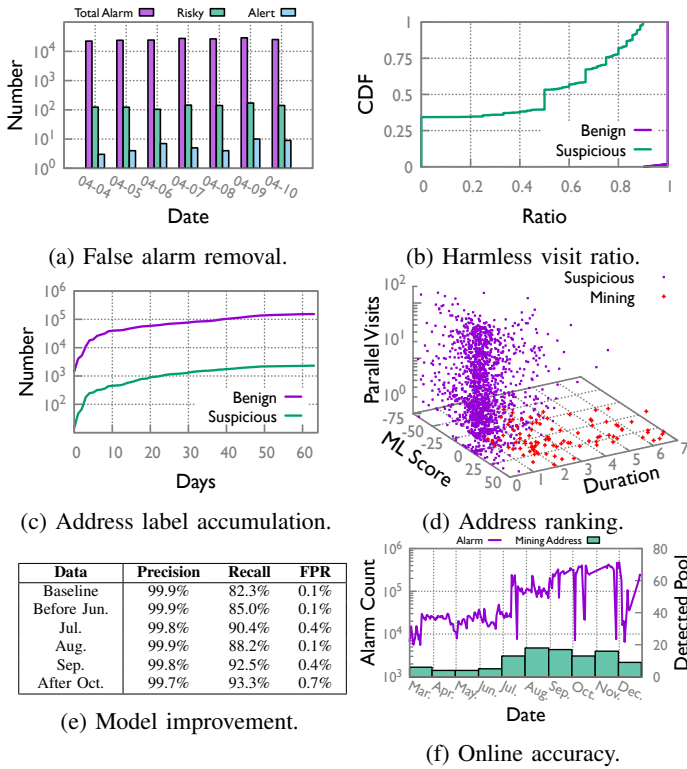 Total Alarm Risky Alert
Number
10^4
10^3
10^2
10^1
10^0
04-04 04-05 04-06 04-07 04-08 04-09 04-10
Date
(a) False alarm removal.
CDF
1
0.75
0.5
0.25
0
Benign
Suspicious
0 0.2 0.4 0.6 0.8 1
Ratio
(b) Harmless visit ratio.
Number
10^6
10^5
10^4
10^3
10^2
Benign
Suspicious
0 10 20 30 40 50 60
Days
(c) Address label accumulation.
Suspicious
Mining
Parallel Visits
10^2
10^1
10^0
-75 -50 -25 0 25 50
ML Score
0 1 2 3 4 5 6 7
Duration
(d) Address ranking.
Data Precision Recall FPR
Baseline 99.9% 82.3% 0.1%
Before Jun. 99.9% 85.0% 0.1%
Jul. 99.8% 90.4% 0.4%
Aug. 99.9% 88.2% 0.1%
Sep. 99.8% 92.5% 0.4%
After Oct. 99.7% 93.3% 0.7%
(e) Model improvement.
Alarm Mining Address
Alarm Count
10^6
10^5
10^4
10^3
80
60
40
20
0
Detected Pool
Mar. Apr. May. Jun. Jul. Aug. Sep. Oct. Nov. Dec.
Date
(f) Online accuracy.